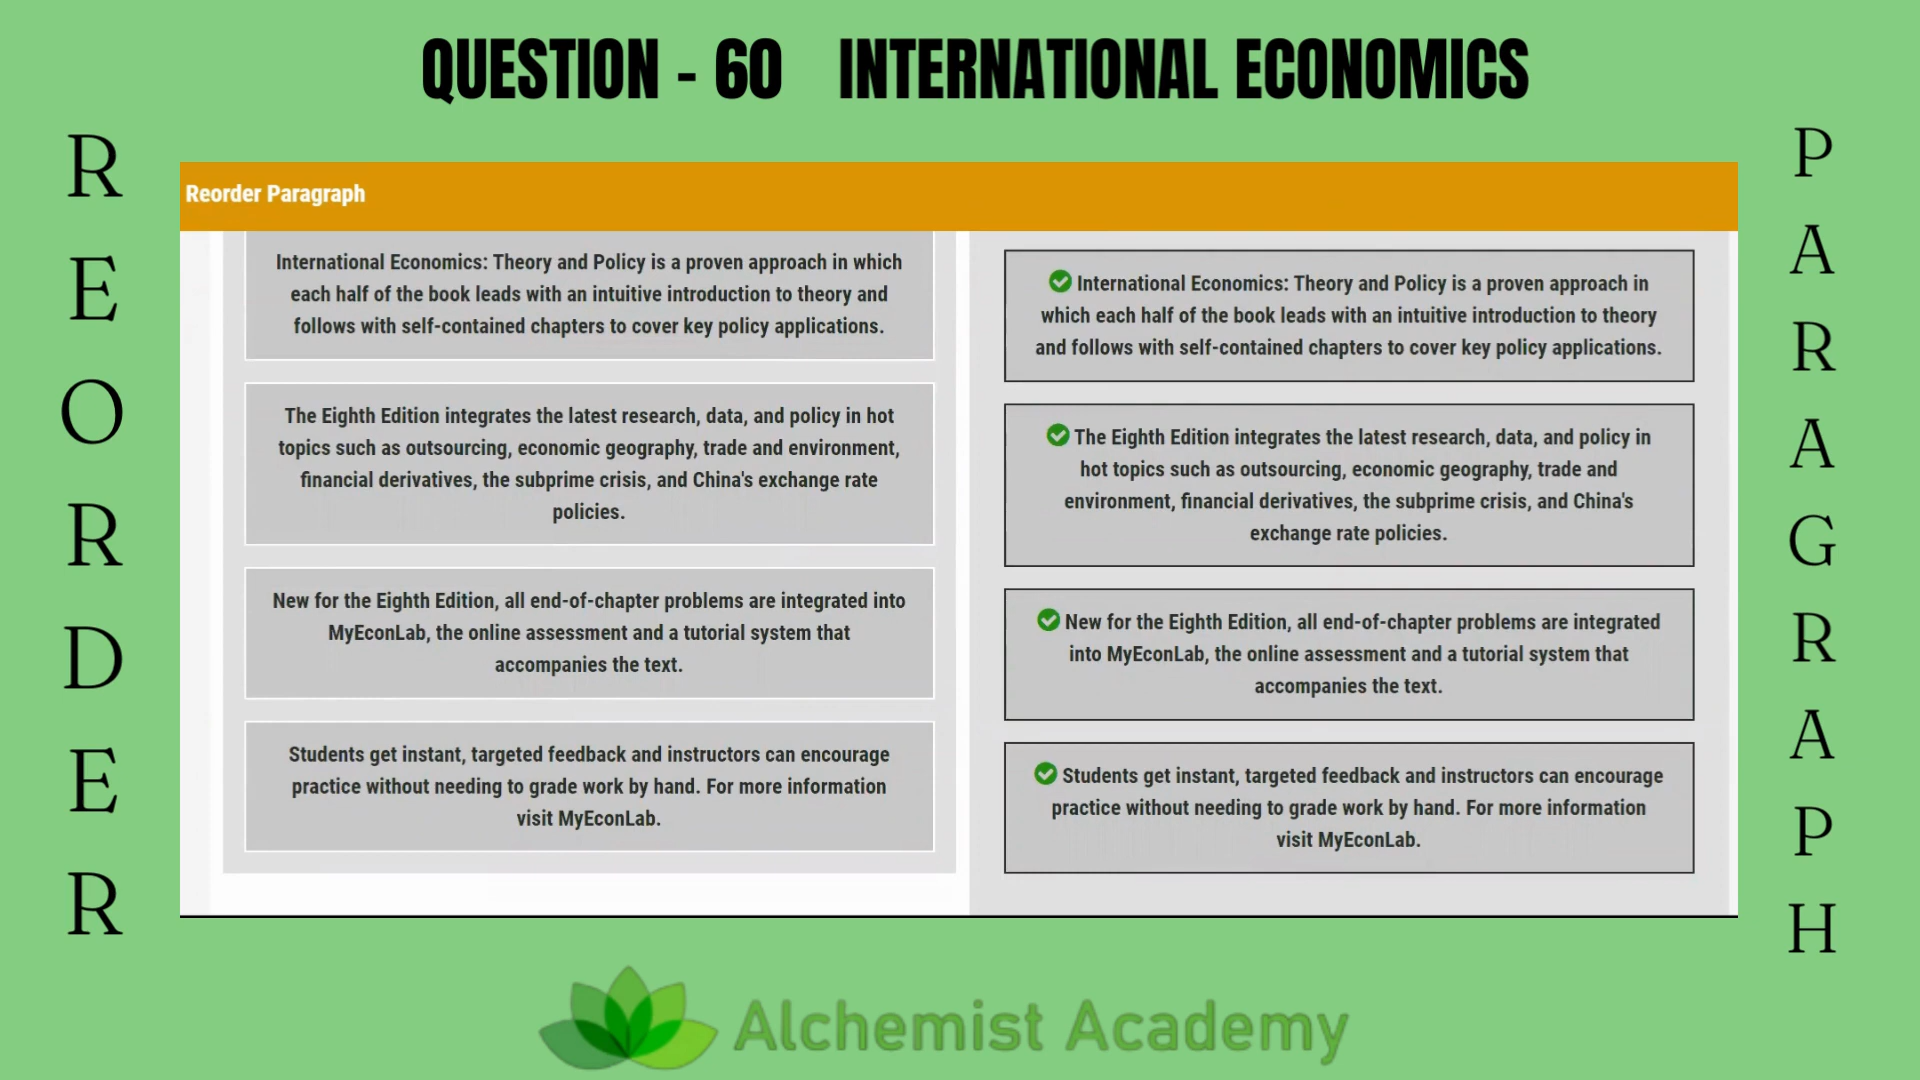 QUESTION - 60 INTERNATIONAL ECONOMICS
REORDER
Reorder Paragraph
International Economics: Theory and Policy is a proven approach in which
each half of the book leads with an intuitive introduction to theory and
follows with self-contained chapters to cover key policy applications.
The Eighth Edition integrates the latest research, data, and policy in hot
topics such as outsourcing, economic geography, trade and environment,
financial derivatives, the subprime crisis, and China's exchange rate
policies.
New for the Eighth Edition, all end-of-chapter problems are integrated into
MyEconLab, the online assessment and a tutorial system that
accompanies the text.
Students get instant, targeted feedback and instructors can encourage
practice without needing to grade work by hand. For more information
visit MyEconLab.
International Economics: Theory and Policy is a proven approach in
which each half of the book leads with an intuitive introduction to theory
and follows with self-contained chapters to cover key policy applications.
The Eighth Edition integrates the latest research, data, and policy in
hot topics such as outsourcing, economic geography, trade and
environment, financial derivatives, the subprime crisis, and China's
exchange rate policies.
New for the Eighth Edition, all end-of-chapter problems are integrated
into MyEconLab, the online assessment and a tutorial system that
accompanies the text.
Students get instant, targeted feedback and instructors can encourage
practice without needing to grade work by hand. For more information
visit MyEconLab.
PARAGRAPH
Alchemist Academy